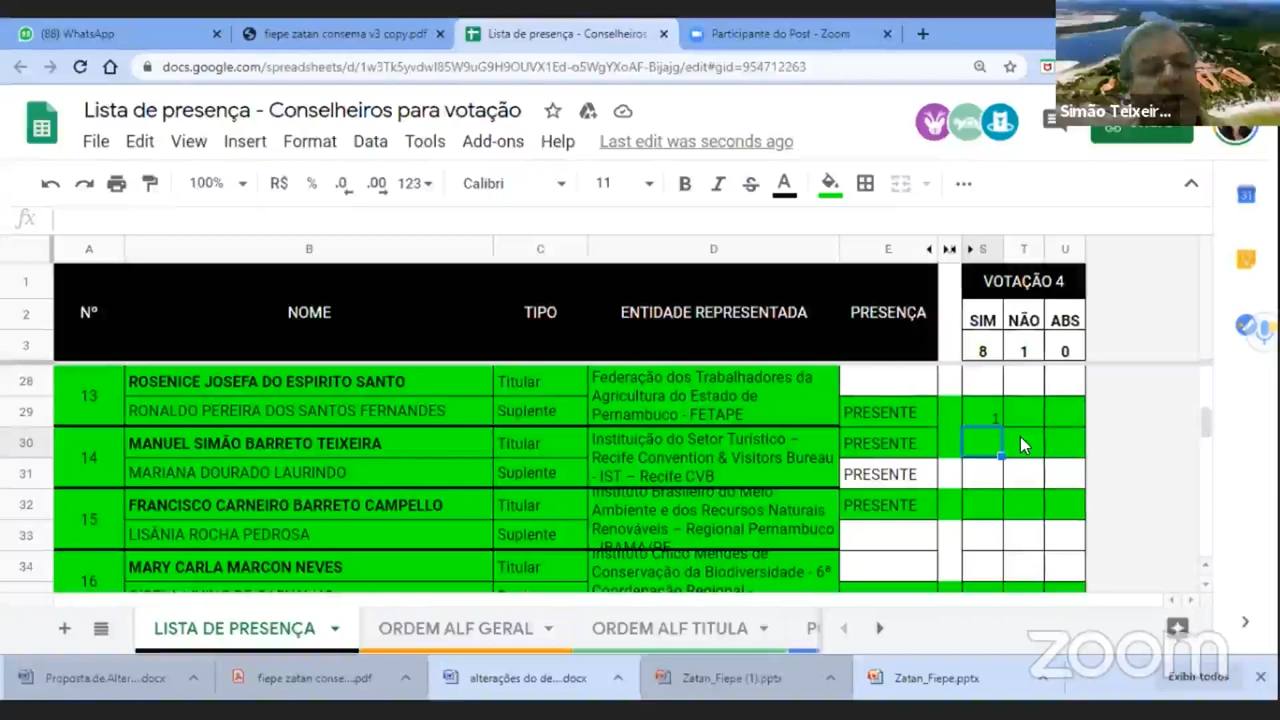 (88) WhatsApp
fiepe zatan consema v3 copy.pdf
Lista de presença - Conselheiros
Participante do Post - Zoom
docs.google.com/spreadsheets/d/1w3Tk5yvdwI85W9uG9H9OUVX1Ed-o5WgYXoAF-Bijajg/edit#gid=954712263
Simão Teixeir...
Lista de presença - Conselheiros para votação
File Edit View Insert Format Data Tools Add-ons Help Last edit was seconds ago
100% R$ % .0 .00 123 Calibri 11 B I S A
fx
A B C D E S T U
1 Nº NOME TIPO ENTIDADE REPRESENTADA PRESENÇA VOTAÇÃO 4
2 SIM NÃO ABS
3 8 1 0
28 13 ROSENICE JOSEFA DO ESPIRITO SANTO Titular Federação dos Trabalhadores da
Agricultura do Estado de
Pernambuco - FETAPE
29 RONALDO PEREIRA DOS SANTOS FERNANDES Suplente PRESENTE 1
30 14 MANUEL SIMÃO BARRETO TEIXEIRA Titular Instituição do Setor Turístico – PRESENTE
Recife Convention & Visitors Bureau
- IST – Recife CVB
31 MARIANA DOURADO LAURINDO Suplente PRESENTE
32 15 FRANCISCO CARNEIRO BARRETO CAMPELLO Titular Instituto Brasileiro do Meio PRESENTE
Ambiente e dos Recursos Naturais
Renováveis – Regional Pernambuco
- IBAMA/PE
33 LISÂNIA ROCHA PEDROSA Suplente
34 16 MARY CARLA MARCON NEVES Titular Instituto Chico Mendes de
Conservação da Biodiversidade - 6ª
Coordenação Regional -
LISTA DE PRESENÇA
ORDEM ALF GERAL
ORDEM ALF TITULA
zoom
Proposta.de.Alter....docx
fiepe zatan conse....pdf
alterações do de....docx
Zatan_Fiepe (1).pptx
Zatan_Fiepe.pptx
Exibir todos